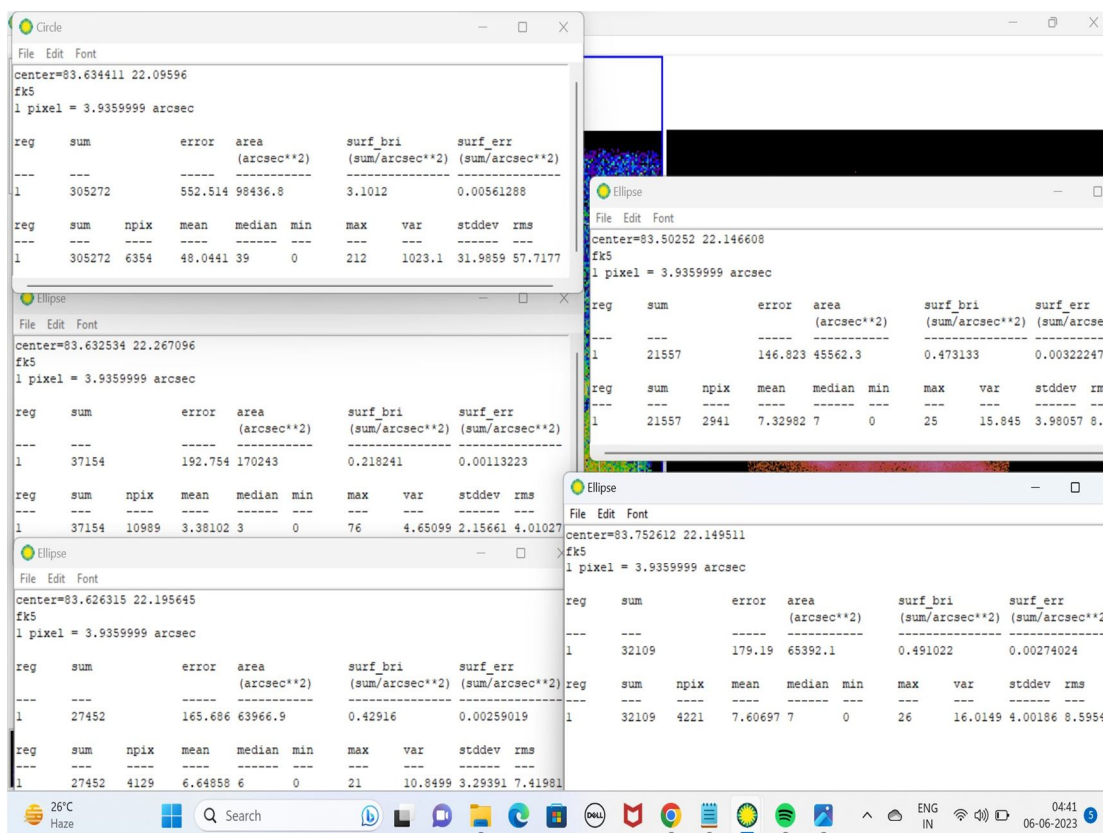 Circle
File Edit Font
center=83.634411 22.09596
fk5
1 pixel = 3.9359999 arcsec
reg sum error area surf_bri surf_err
(arcsec**2) (sum/arcsec**2) (sum/arcsec**2)
--- --- ----- ----------- --------------- ---------------
1 305272 552.514 98436.8 3.1012 0.00561288
reg sum npix mean median min max var stddev rms
--- --- ---- ---- ------ --- --- --- ------ ---
1 305272 6354 48.0441 39 0 212 1023.1 31.9859 57.7177
Ellipse
File Edit Font
center=83.632534 22.267096
fk5
1 pixel = 3.9359999 arcsec
reg sum error area surf_bri surf_err
(arcsec**2) (sum/arcsec**2) (sum/arcsec**2)
--- --- ----- ----------- --------------- ---------------
1 37154 192.754 170243 0.218241 0.00113223
reg sum npix mean median min max var stddev rms
--- --- ---- ---- ------ --- --- --- ------ ---
1 37154 10989 3.38102 3 0 76 4.65099 2.15661 4.01027
Ellipse
File Edit Font
center=83.626315 22.195645
fk5
1 pixel = 3.9359999 arcsec
reg sum error area surf_bri surf_err
(arcsec**2) (sum/arcsec**2) (sum/arcsec**2)
--- --- ----- ----------- --------------- ---------------
1 27452 165.686 63966.9 0.42916 0.00259019
reg sum npix mean median min max var stddev rms
--- --- ---- ---- ------ --- --- --- ------ ---
1 27452 4129 6.64858 6 0 21 10.8499 3.29391 7.41981
Ellipse
File Edit Font
center=83.50252 22.146608
fk5
1 pixel = 3.9359999 arcsec
reg sum error area surf_bri surf_err
(arcsec**2) (sum/arcsec**2) (sum/arcse
--- --- ----- ----------- --------------- -----------
1 21557 146.823 45562.3 0.473133 0.00322247
reg sum npix mean median min max var stddev rm
--- --- ---- ---- ------ --- --- --- ------ --
1 21557 2941 7.32982 7 0 25 15.845 3.98057 8.
Ellipse
File Edit Font
center=83.752612 22.149511
fk5
1 pixel = 3.9359999 arcsec
reg sum error area surf_bri surf_err
(arcsec**2) (sum/arcsec**2) (sum/arcsec**2
--- --- ----- ----------- --------------- --------------
1 32109 179.19 65392.1 0.491022 0.00274024
reg sum npix mean median min max var stddev rms
--- --- ---- ---- ------ --- --- --- ------ ---
1 32109 4221 7.60697 7 0 26 16.0149 4.00186 8.5954
26°C
Haze
Search
DELL
ENG
IN
04:41
06-06-2023
5